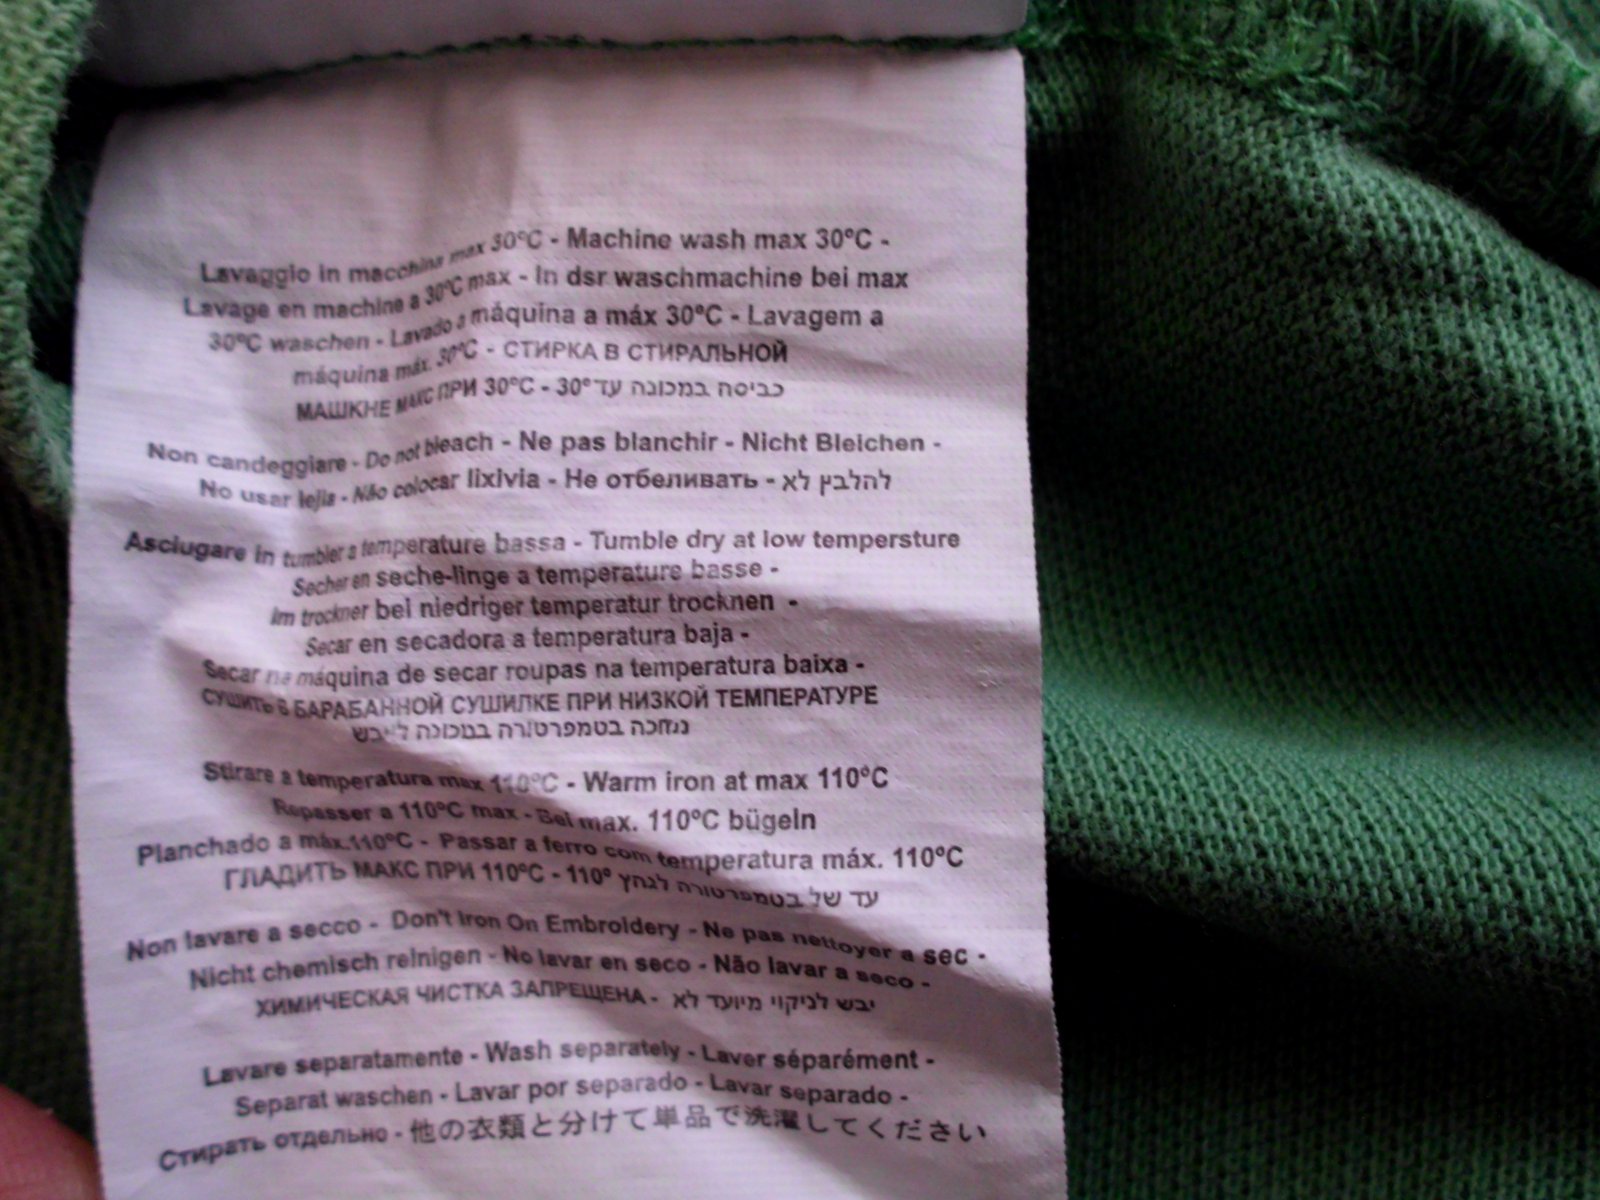 Lavaggio in macchina max 30°C - Machine wash max 30°C -
Lavage en machine a 30°C max - In dsr waschmachine bei max
30°C waschen - Lavado a máquina a máx 30°C - Lavagem a
máquina máx. 30°C - СТИРКА В СТИРАЛЬНОЙ
МАШКНЕ МАКС ПРИ 30°C - 30° כביסה במכונה עד
Non candeggiare - Do not bleach - Ne pas blanchir - Nicht Bleichen -
No usar lejia - Não colocar lixivia - Не отбеливать - להלבין לא
Asciugare in tumbler a temperature bassa - Tumble dry at low tempersture
Secher en seche-linge a temperature basse -
Im trockner bei niedriger temperatur trocknen -
Secar en secadora a temperatura baja -
Secar na máquina de secar roupas na temperatura baixa -
СУШИТЬ В БАРАБАННОЙ СУШИЛКЕ ПРИ НИЗКОЙ ТЕМПЕРАТУРЕ
בטמפרטורה במכונה
Stirare a temperatura max 110°C - Warm iron at max 110°C
Repasser a 110°C max - Bei max. 110°C bügeln
Planchado a máx.110°C - Passar a ferro com temperatura máx. 110°C
ГЛАДИТЬ МАКС ПРИ 110°C - 110° עד של בטמפרטורה לגהץ
Non lavare a secco - Don't Iron On Embroidery - Ne pas nettoyer a sec -
Nicht chemisch reinigen - No lavar en seco - Não lavar a seco -
ХИМИЧЕСКАЯ ЧИСТКА ЗАПРЕЩЕНА - יבש לניקוי מיועד לא
Lavare separatamente - Wash separately - Laver séparément -
Separat waschen - Lavar por separado - Lavar separado -
Стирать отдельно - 他の衣類と分けて単品で洗濯してください